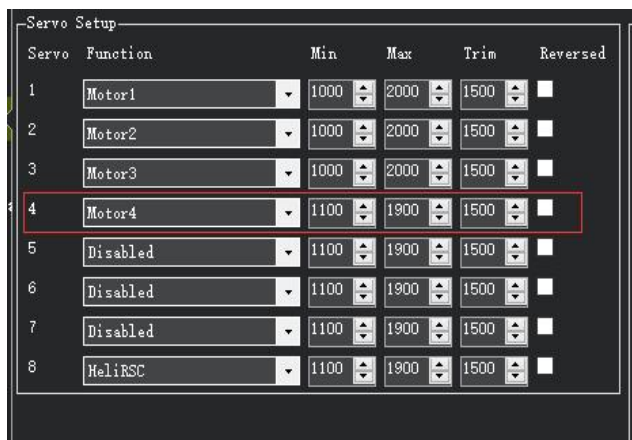 Servo Setup
Servo Function Min Max Trim Reversed
1 Motor1 1000 2000 1500
2 Motor2 1000 2000 1500
3 Motor3 1000 2000 1500
4 Motor4 1100 1900 1500
5 Disabled 1100 1900 1500
6 Disabled 1100 1900 1500
7 Disabled 1100 1900 1500
8 HeliRSC 1100 1900 1500